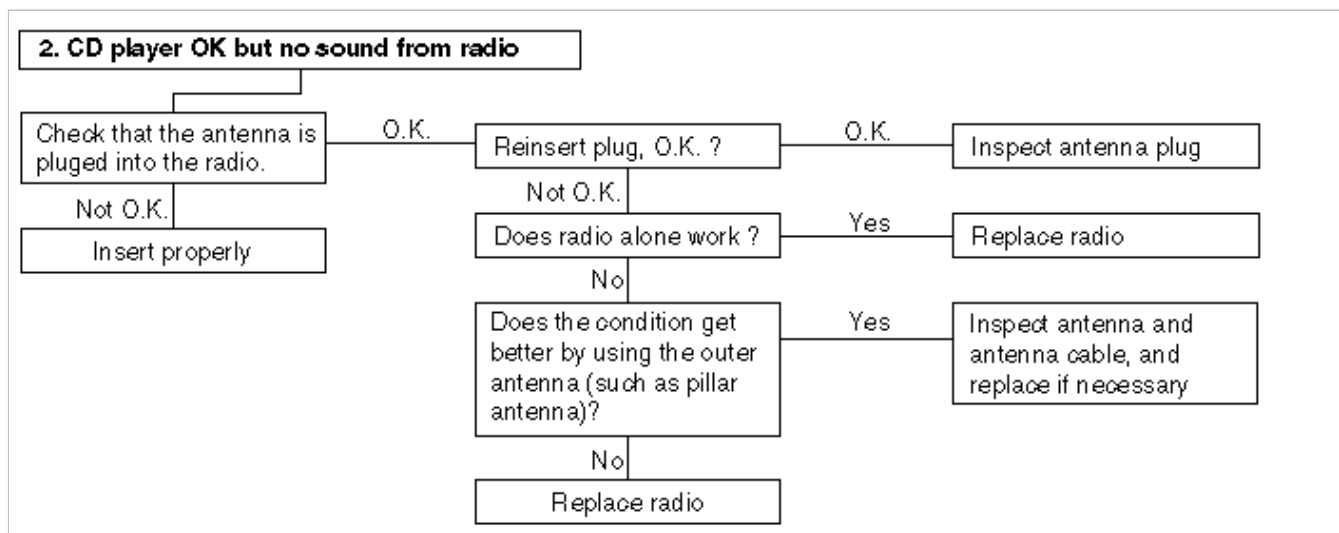 2. CD player OK but no sound from radio
Check that the antenna is
pluged into the radio.
O.K.
Reinsert plug, O.K. ?
O.K.
Inspect antenna plug
Not O.K.
Insert properly
Not O.K.
Does radio alone work ?
Yes
Replace radio
No
Does the condition get
better by using the outer
antenna (such as pillar
antenna)?
Yes
Inspect antenna and
antenna cable, and
replace if necessary
No
Replace radio